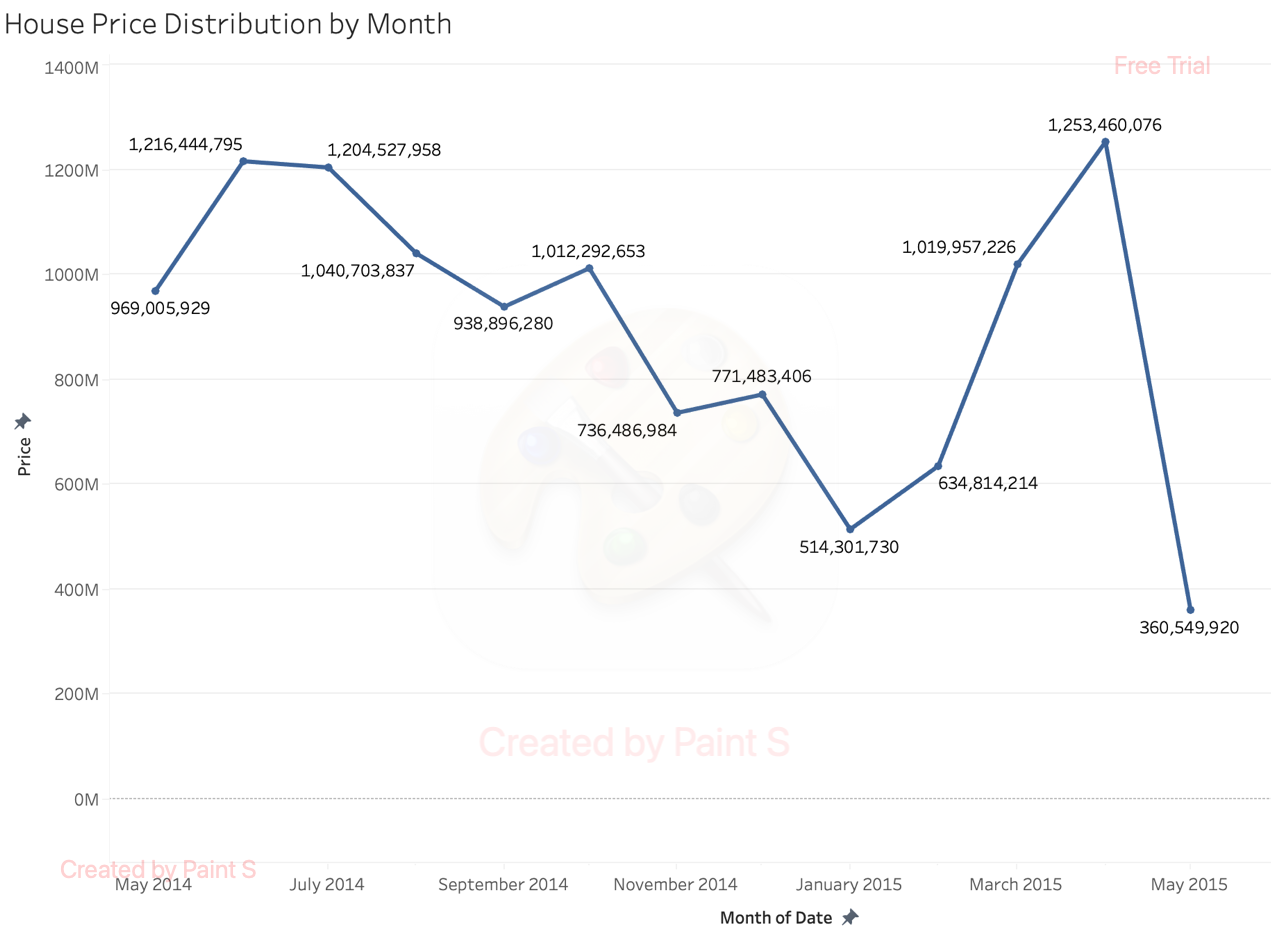 House Price Distribution by Month
1400M
Free Trial
1,253,460,076
1,216,444,795
1,204,527,958
1200M
1,012,292,653
1,019,957,226
1,040,703,837
1000M
969,005,929
938,896,280
771,483,406
800M
736,486,984
Price
634,814,214
600M
514,301,730
400M
360,549,920
200M
Created by Paint S
0M
Created by Paint S
May 2014
July 2014
September 2014
November 2014
January 2015
March 2015
May 2015
Month of Date